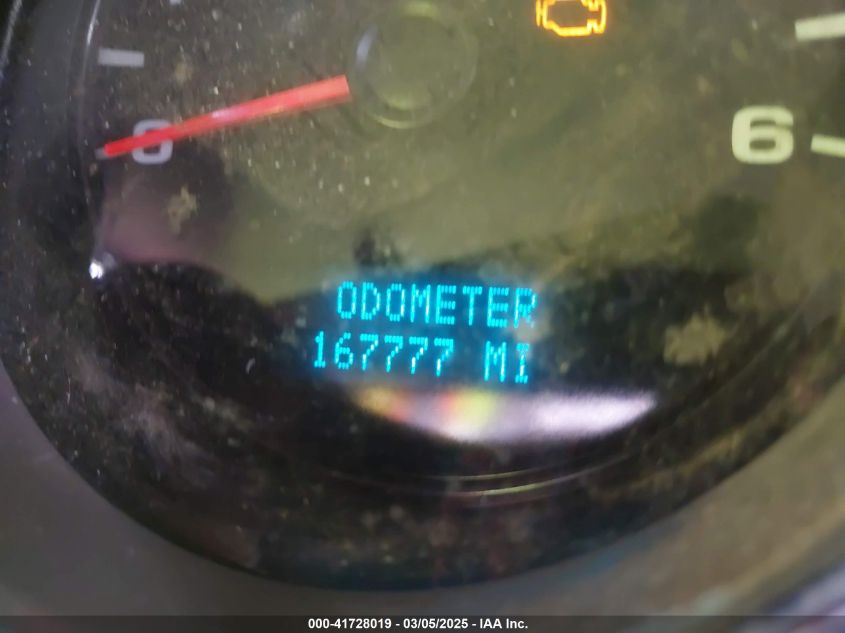 0
6
ODOMETER
167777 MI
000-41728019 - 03/05/2025 - IAA Inc.